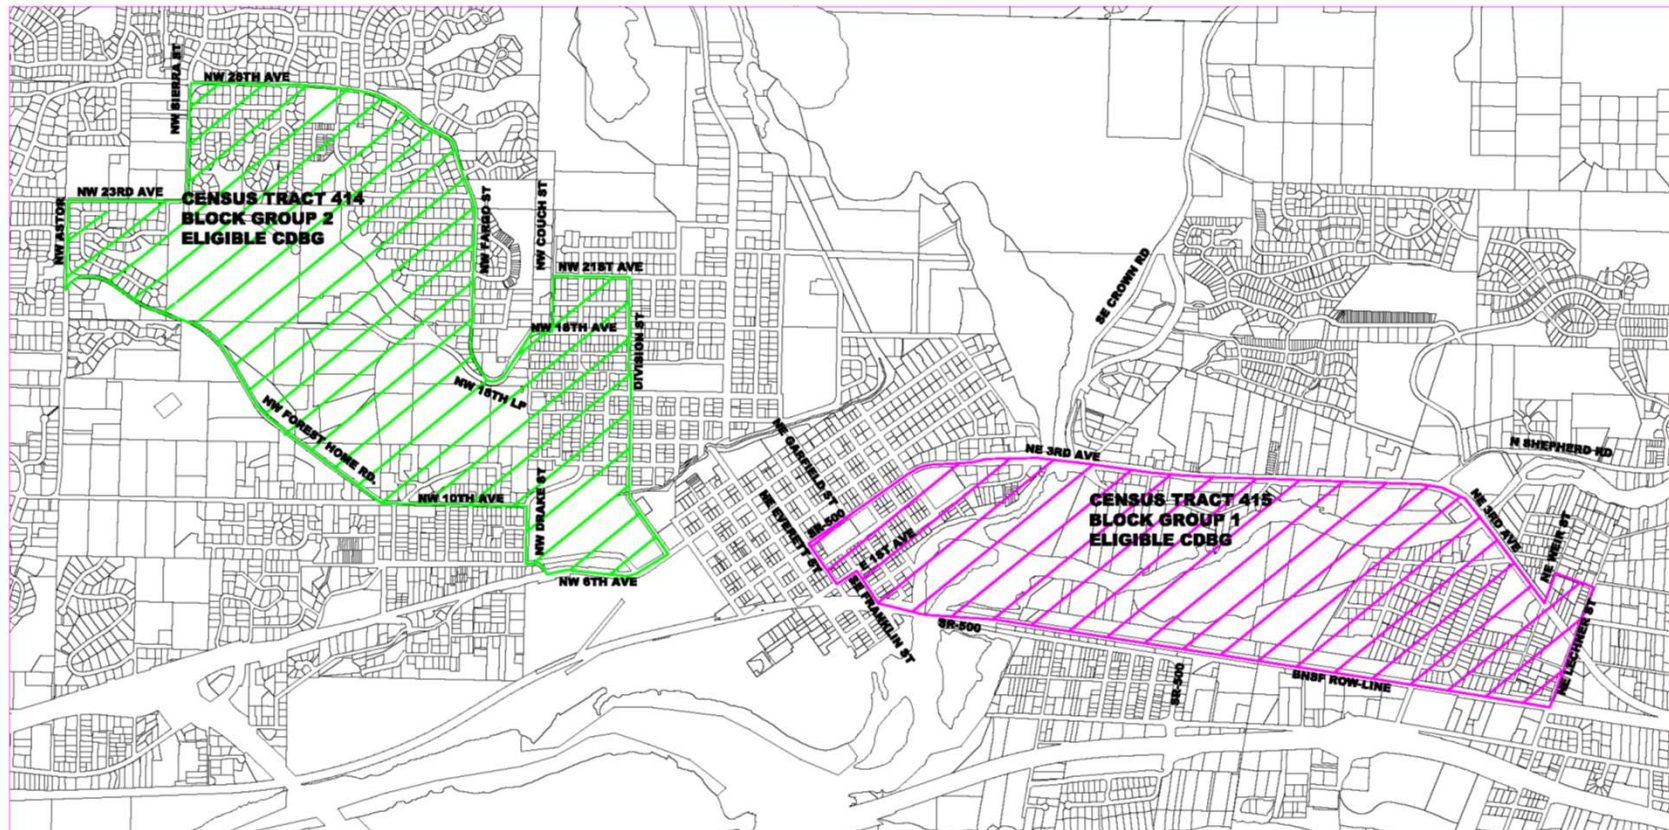 NW SIERRA ST
NW 28TH AVE
NW 23RD AVE
NW ASTOR
CENSUS TRACT 414
BLOCK GROUP 2
ELIGIBLE CDBG
NW FARGO ST
NW COUCH ST
NW 21ST AVE
NW 18TH AVE
DIVISION ST
NW 18TH LP
NW FOREST HOME RD.
NW 10TH AVE
NW DRAKE ST
NW 6TH AVE
SE CROWN RD
NE GARFIELD ST
NE EVERETT ST
SR-500
E 1ST AVE
SE FRANKLIN ST
NE 3RD AVE
CENSUS TRACT 415
BLOCK GROUP 1
ELIGIBLE CDBG
N SHEPHERD RD
NE 3RD AVE
NE WEIR ST
NE LECHNER ST
SR-500
SR-500
BNSF ROW-LINE